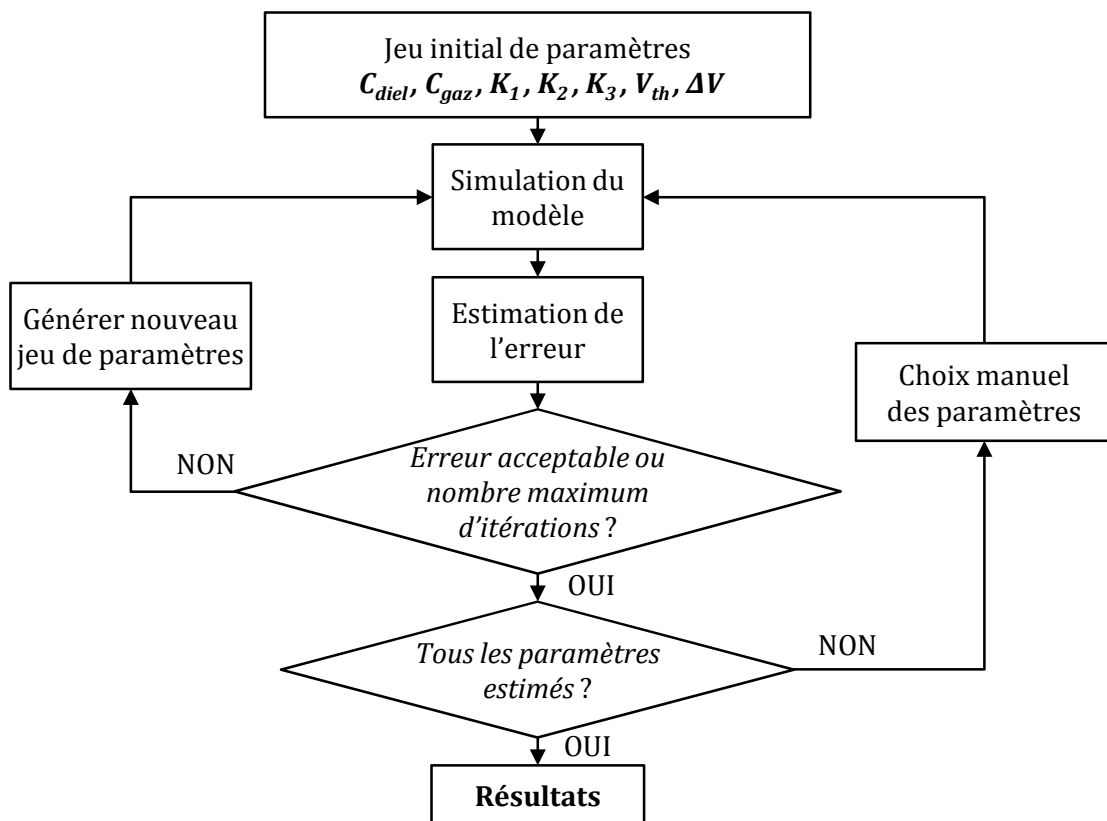 Jeu initial de paramètres
C_diel, C_gaz, K_1, K_2, K_3, V_th, ΔV
Simulation du
modèle
Générer nouveau
jeu de paramètres
Estimation de
l'erreur
Choix manuel
des paramètres
NON
Erreur acceptable ou
nombre maximum
d'itérations ?
OUI
Tous les paramètres
estimés ?
NON
OUI
Résultats